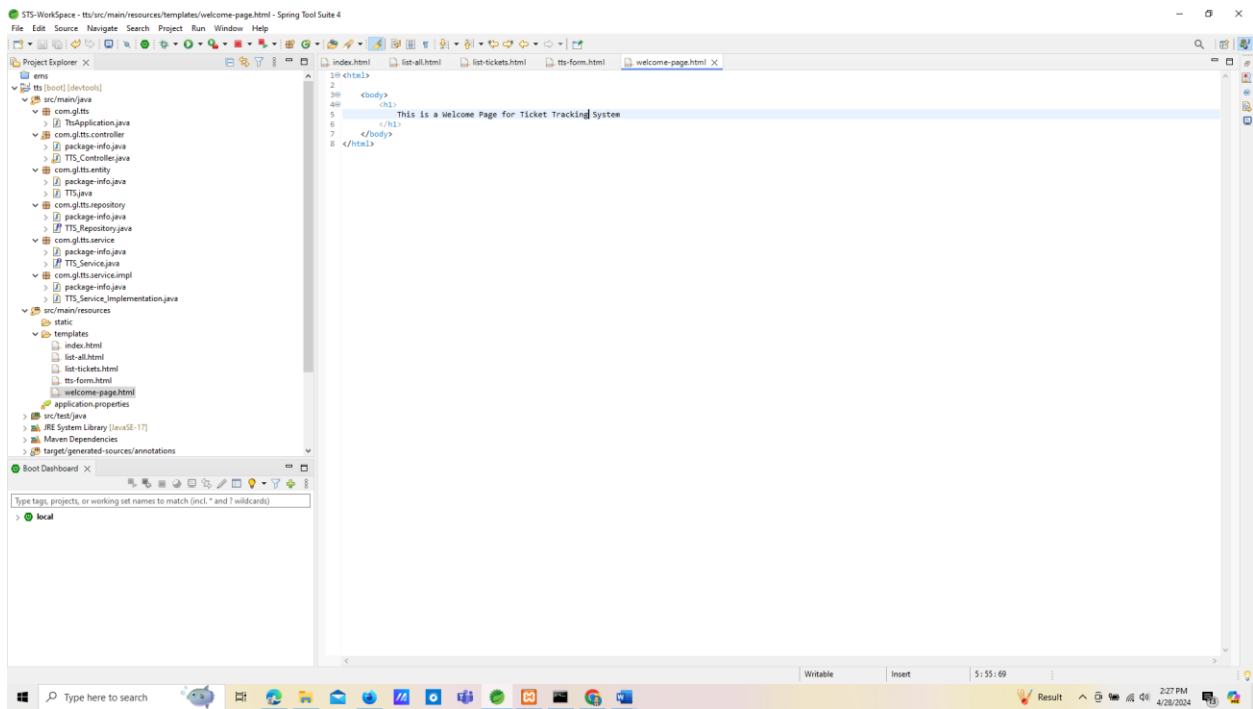 STS-WorkSpace - tts/src/main/resources/templates/welcome-page.html - Spring Tool Suite 4
File Edit Source Navigate Search Project Run Window Help
Project Explorer
ems
tts [boot] [devtools]
src/main/java
com.gl.tts
TtsApplication.java
com.gl.tts.controller
package-info.java
TTS_Controller.java
com.gl.tts.entity
package-info.java
TTS.java
com.gl.tts.repository
package-info.java
TTS_Repository.java
com.gl.tts.service
package-info.java
TTS_Service.java
com.gl.tts.service.impl
package-info.java
TTS_Service_Implementation.java
src/main/resources
static
templates
index.html
list-all.html
list-tickets.html
tts-form.html
welcome-page.html
application.properties
src/test/java
JRE System Library [JavaSE-17]
Maven Dependencies
target/generated-sources/annotations
Boot Dashboard
Type tags, projects, or working set names to match (incl. * and ? wildcards)
local
index.html list-all.html list-tickets.html tts-form.html welcome-page.html
1 <html>
2
3 <body>
4 <h1>
5 This is a Welcome Page for Ticket Tracking System
6 </h1>
7 </body>
8 </html>
Writable Insert 5 : 55 : 69
Type here to search
Result
2:27 PM
4/28/2024
13